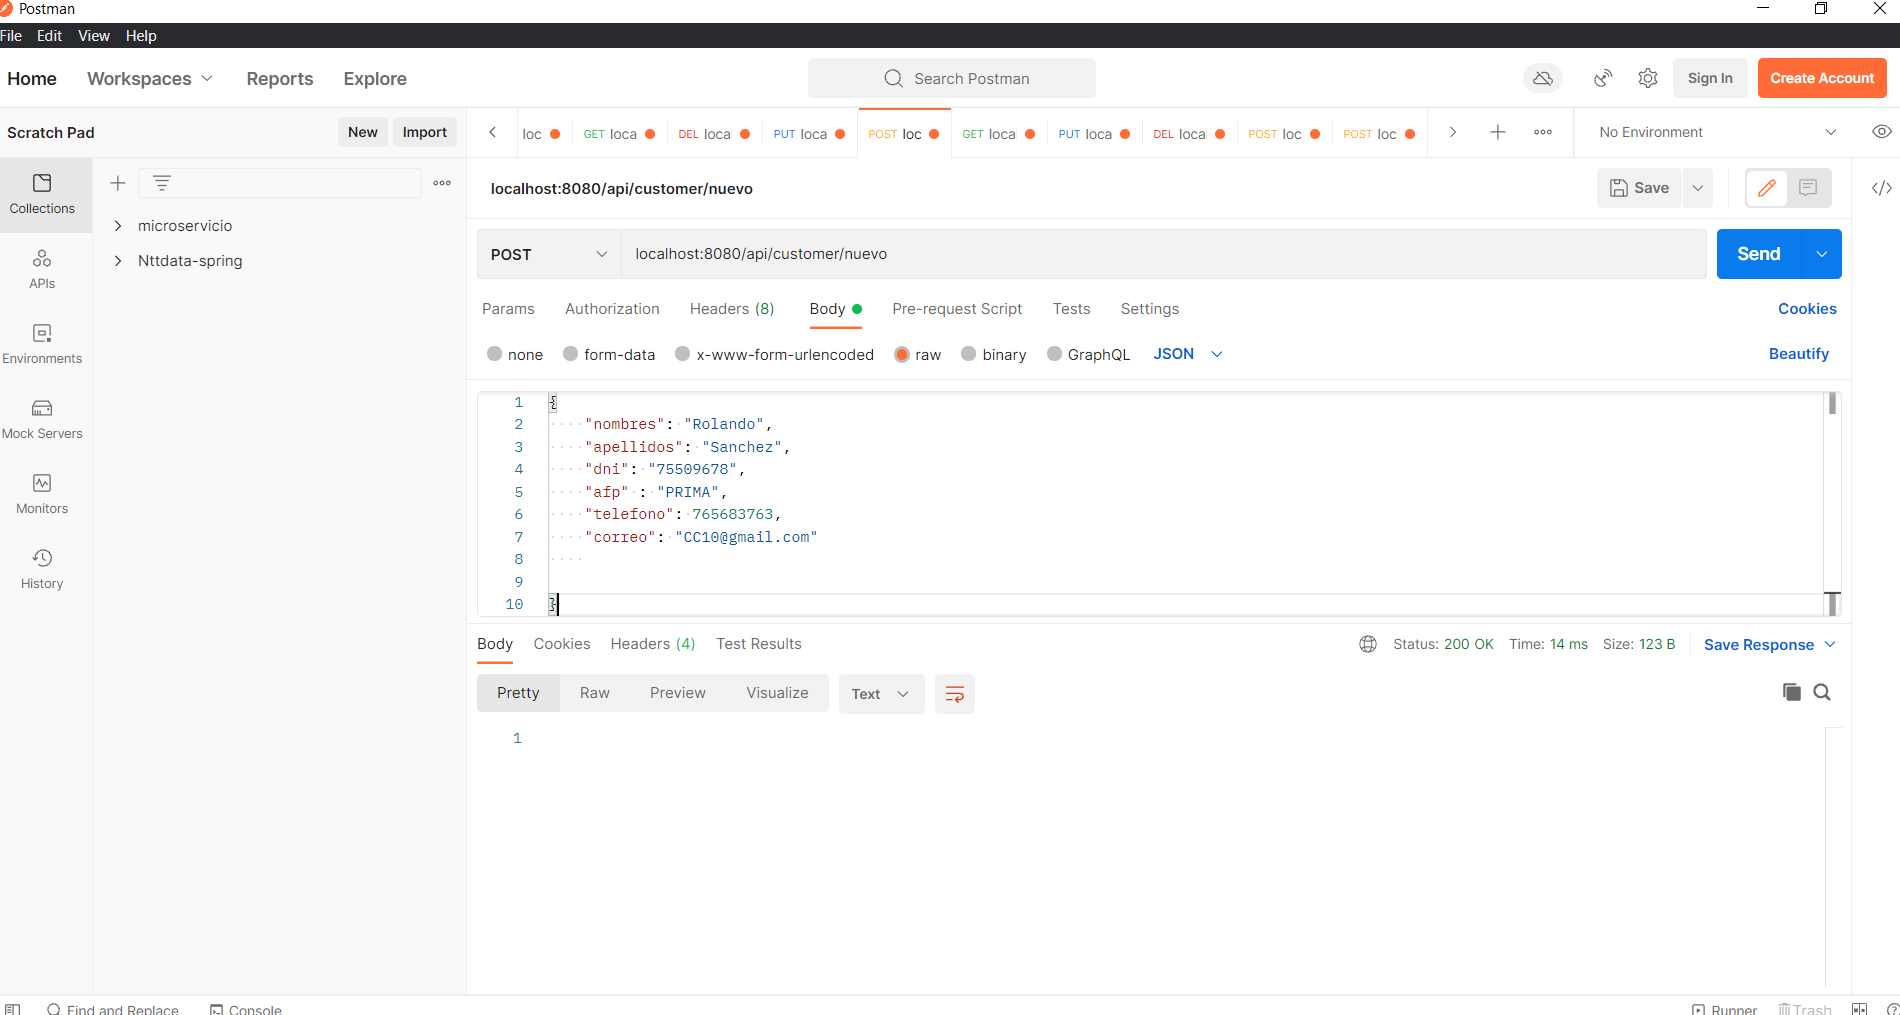 Postman
File Edit View Help
Home Workspaces Reports Explore Search Postman Sign In Create Account
Scratch Pad New Import loc GET loca DEL loca PUT loca POST loc GET loca PUT loca DEL loca POST loc POST loc No Environment
Collections
APIs
Environments
Mock Servers
Monitors
History
microservicio
Nttdata-spring
localhost:8080/api/customer/nuevo Save
POST localhost:8080/api/customer/nuevo Send
Params Authorization Headers (8) Body Pre-request Script Tests Settings Cookies
none form-data x-www-form-urlencoded raw binary GraphQL JSON Beautify
1 {
2 "nombres": "Rolando",
3 "apellidos": "Sanchez",
4 "dni": "75509678",
5 "afp" : "PRIMA",
6 "telefono": 765683763,
7 "correo": "CC10@gmail.com"
8
9
10 }
Body Cookies Headers (4) Test Results Status: 200 OK Time: 14 ms Size: 123 B Save Response
Pretty Raw Preview Visualize Text
1
Find and Replace Console Runner Trash